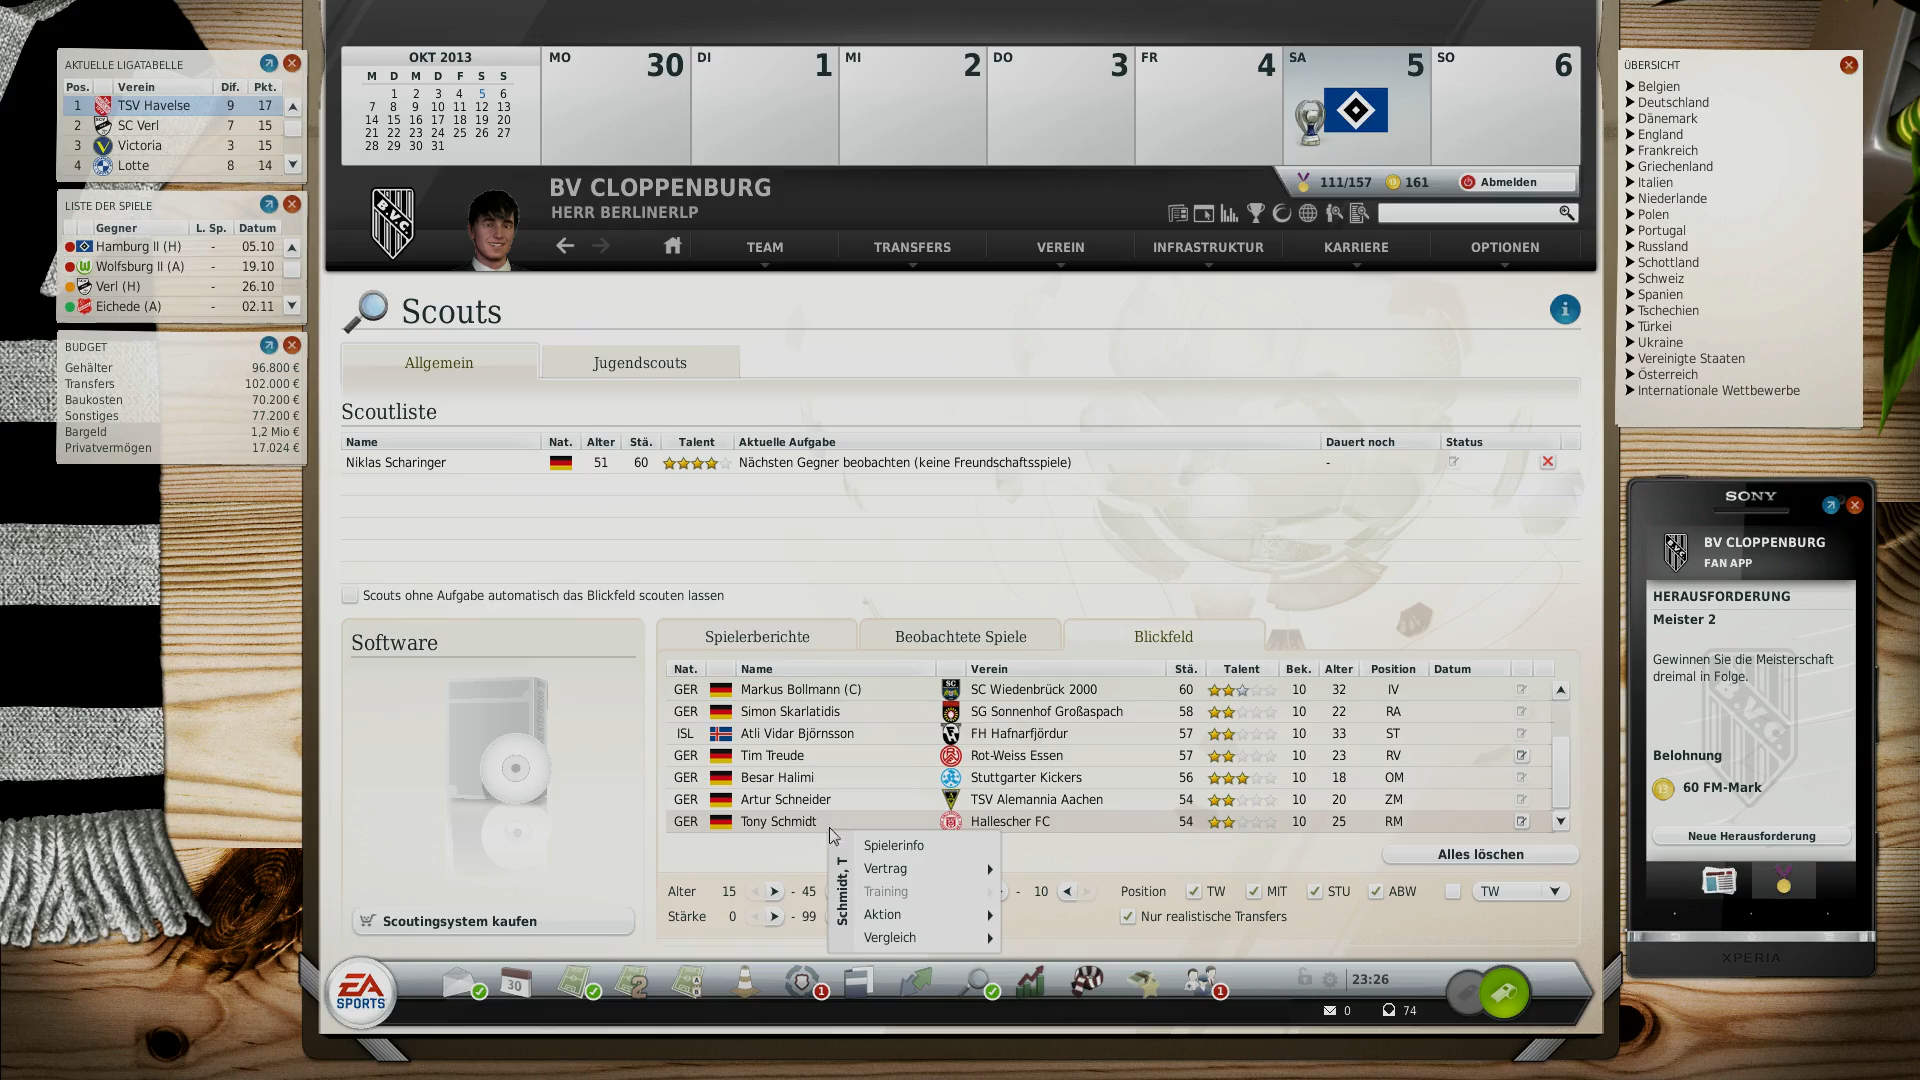 AKTUELLE LIGATABELLE
Pos. Verein Dif. Pkt.
1 TSV Havelse 9 17
2 SC Verl 7 15
3 Victoria 3 15
4 Lotte 8 14
LISTE DER SPIELE
Gegner L. Sp. Datum
Hamburg II (H) - 05.10
Wolfsburg II (A) - 19.10
Verl (H) - 26.10
Eichede (A) - 02.11
BUDGET
Gehälter 96.800 €
Transfers 102.000 €
Baukosten 70.200 €
Sonstiges 77.200 €
Bargeld 1,2 Mio €
Privatvermögen 17.024 €
OKT 2013
M D M D F S S
1 2 3 4 5 6
7 8 9 10 11 12 13
14 15 16 17 18 19 20
21 22 23 24 25 26 27
28 29 30 31
MO 30 DI 1 MI 2 DO 3 FR 4 SA 5 SO 6
B.V.C
BV CLOPPENBURG
HERR BERLINERLP
111/157 161 Abmelden
TEAM TRANSFERS VEREIN INFRASTRUKTUR KARRIERE OPTIONEN
Scouts
Allgemein Jugendscouts
Scoutliste
Name Nat. Alter Stä. Talent Aktuelle Aufgabe Dauert noch Status
Niklas Scharinger 51 60 Nächsten Gegner beobachten (keine Freundschaftsspiele) -
Scouts ohne Aufgabe automatisch das Blickfeld scouten lassen
Software
Scoutingsystem kaufen
Spielerberichte Beobachtete Spiele Blickfeld
Nat. Name Verein Stä. Talent Bek. Alter Position Datum
GER Markus Bollmann (C) SC Wiedenbrück 2000 60 10 32 IV
GER Simon Skarlatidis SG Sonnenhof Großaspach 58 10 22 RA
ISL Atli Vidar Björnsson FH Hafnarfjördur 57 10 33 ST
GER Tim Treude Rot-Weiss Essen 57 10 23 RV
GER Besar Halimi Stuttgarter Kickers 56 10 18 OM
GER Artur Schneider TSV Alemannia Aachen 54 10 20 ZM
GER Tony Schmidt Hallescher FC 54 10 25 RM
Alles löschen
Schmidt, T
Spielerinfo
Vertrag
Training
Aktion
Vergleich
Alter 15 - 45 - 10 Position TW MIT STU ABW TW
Stärke 0 - 99 Nur realistische Transfers
EA SPORTS
30 2 1 1
23:26
0 74
ÜBERSICHT
Belgien
Deutschland
Dänemark
England
Frankreich
Griechenland
Italien
Niederlande
Polen
Portugal
Russland
Schottland
Schweiz
Spanien
Tschechien
Türkei
Ukraine
Vereinigte Staaten
Österreich
Internationale Wettbewerbe
SONY
BV CLOPPENBURG
FAN APP
HERAUSFORDERUNG
Meister 2
Gewinnen Sie die Meisterschaft
dreimal in Folge.
Belohnung
60 FM-Mark
Neue Herausforderung
XPERIA